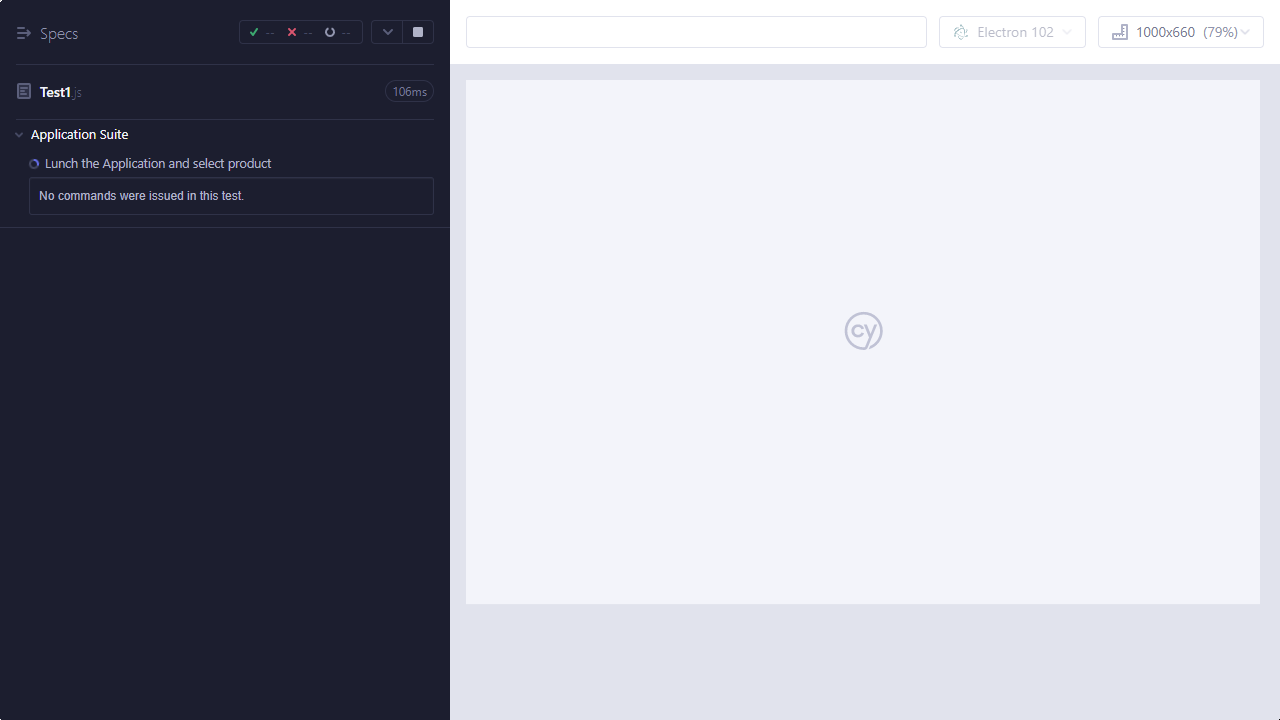 Specs
-- -- --
Electron 102
1000x660 (79%)
Test1.js
106ms
Application Suite
Lunch the Application and select product
No commands were issued in this test.
cy